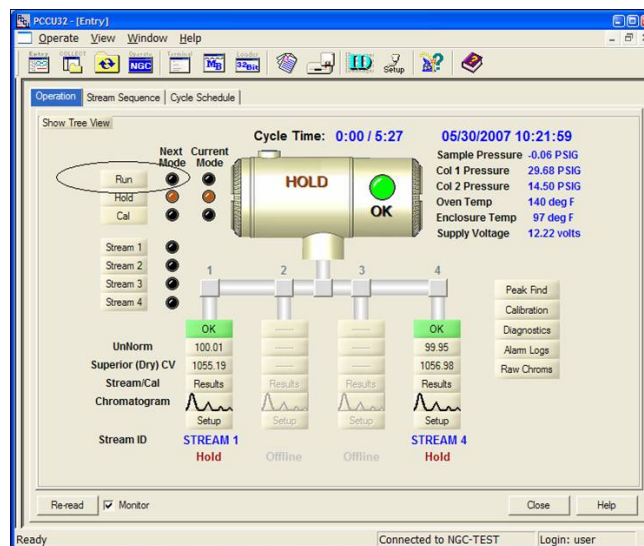 PCCU32 - [Entry]
Operate View Window Help
Entry COLLECT Operate Terminal Loader
NGC MB 32Bit ID Setup
Operation Stream Sequence Cycle Schedule
Show Tree View
Cycle Time: 0:00 / 5:27 05/30/2007 10:21:59
Next Mode Current Mode
Run
Hold
Cal
HOLD
OK
Sample Pressure -0.06 PSIG
Col 1 Pressure 29.68 PSIG
Col 2 Pressure 14.50 PSIG
Oven Temp 140 deg F
Enclosure Temp 97 deg F
Supply Voltage 12.22 volts
Stream 1
Stream 2
Stream 3
Stream 4
1 2 3 4
Peak Find
Calibration
Diagnostics
Alarm Logs
Raw Chroms
OK ----- ----- OK
UnNorm 100.01 ----- ----- 99.95
Superior (Dry) CV 1055.19 ----- ----- 1056.98
Stream/Cal Results Results Results Results
Chromatogram
Setup Setup Setup Setup
Stream ID STREAM 1 STREAM 4
Hold Offline Offline Hold
Re-read Monitor Close Help
Ready Connected to NGC-TEST Login: user